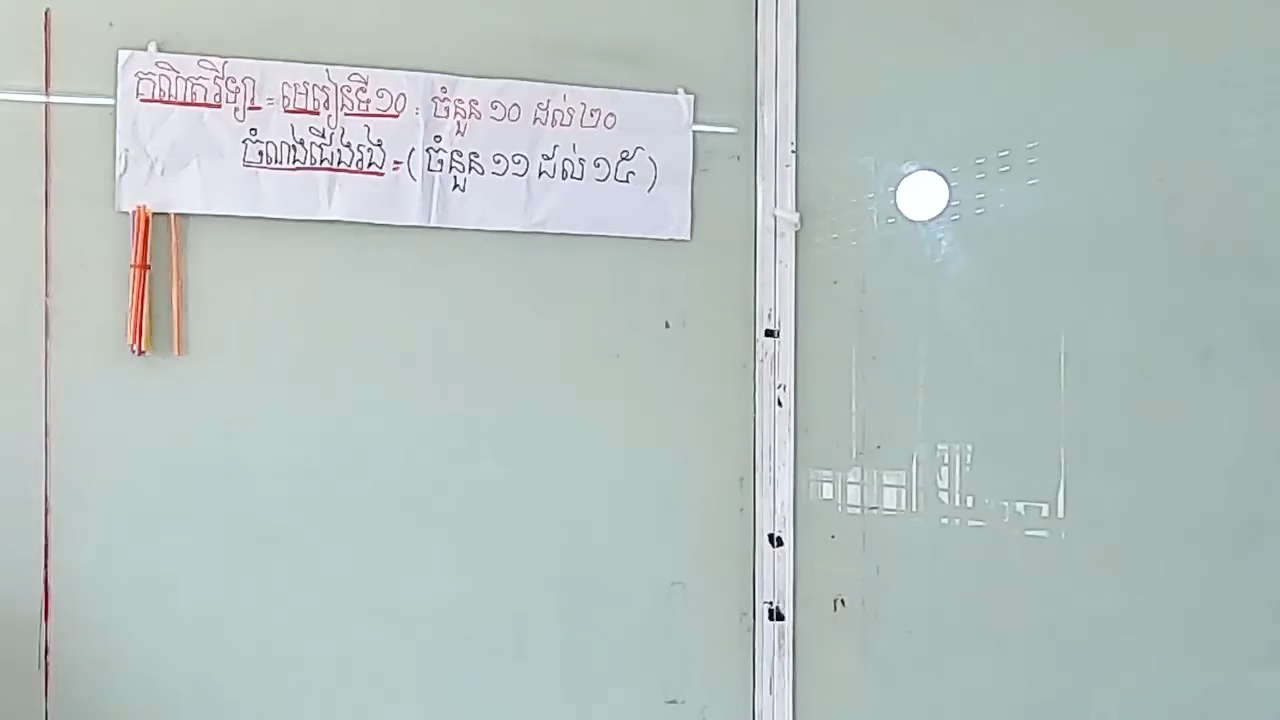 គណិតវិទ្យា = មេរៀនទី១០ : ចំនួន ១០ ដល់ ២០
ចំណងជើងរង =( ចំនួន ១១ ដល់ ១៥ )